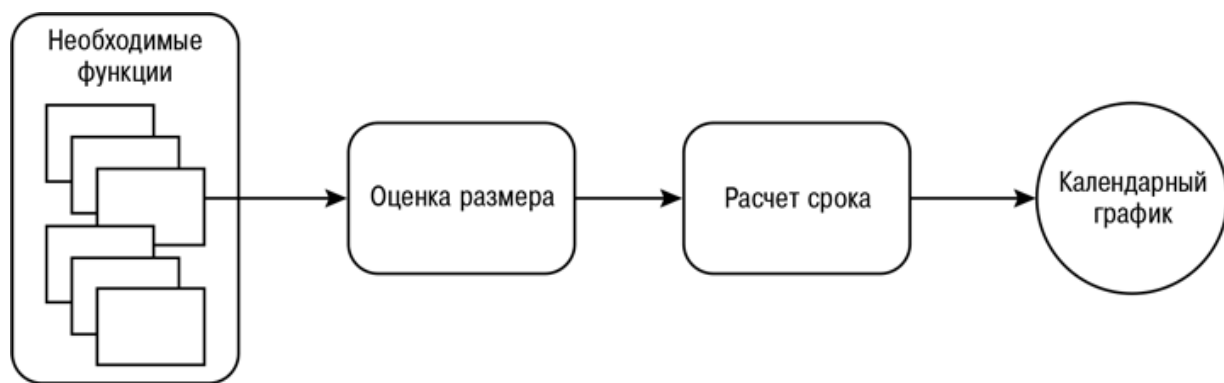 Необходимые
функции
Оценка размера
Расчет срока
Календарный
график